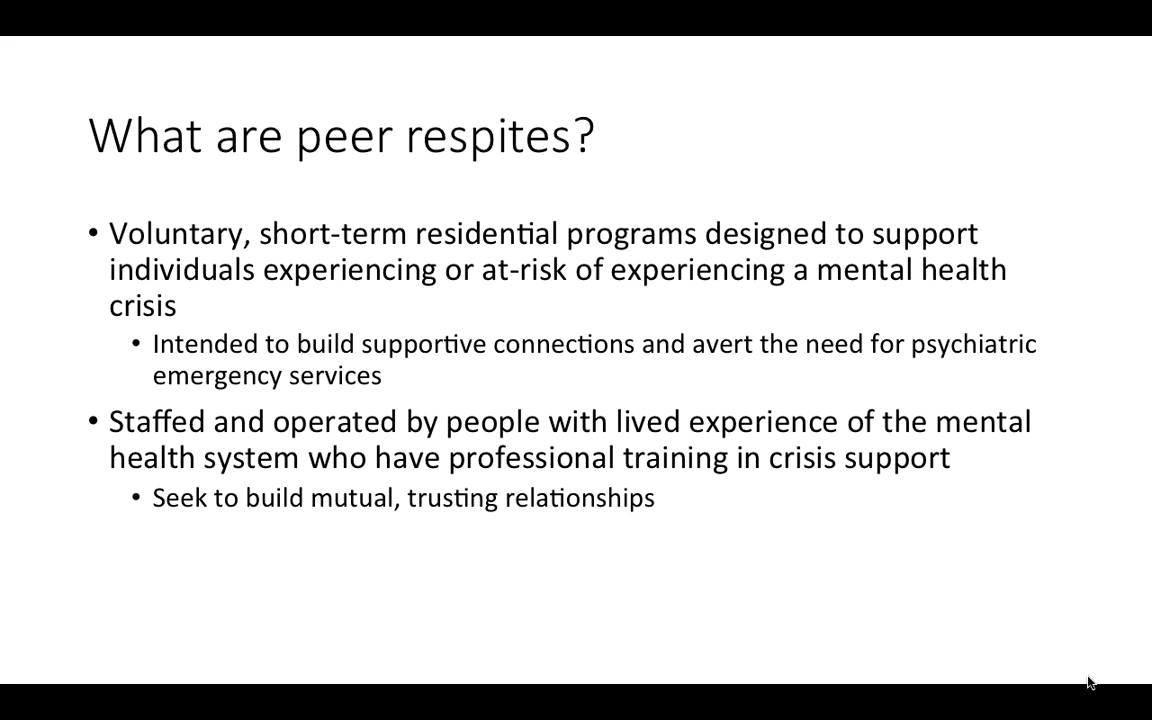 What are peer respites?
• Voluntary, short-term residential programs designed to support
individuals experiencing or at-risk of experiencing a mental health
crisis
• Intended to build supportive connections and avert the need for psychiatric
emergency services
• Staffed and operated by people with lived experience of the mental
health system who have professional training in crisis support
• Seek to build mutual, trusting relationships